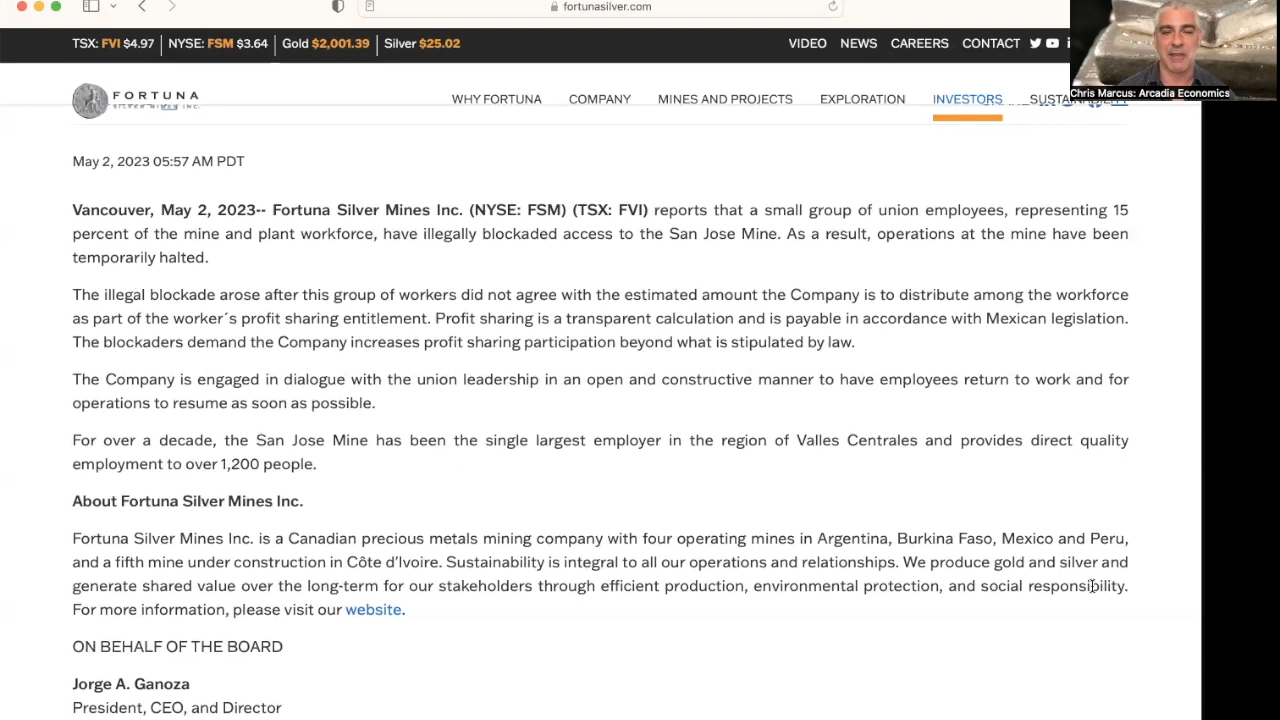 fortunasilver.com
TSX: FVI $4.97 NYSE: FSM $3.64 Gold $2,001.39 Silver $25.02
VIDEO NEWS CAREERS CONTACT
Chris Marcus: Arcadia Economics
FORTUNA
SILVER MINES INC.
WHY FORTUNA COMPANY MINES AND PROJECTS EXPLORATION INVESTORS SUSTAINABILITY
May 2, 2023 05:57 AM PDT
Vancouver, May 2, 2023-- Fortuna Silver Mines Inc. (NYSE: FSM) (TSX: FVI) reports that a small group of union employees, representing 15
percent of the mine and plant workforce, have illegally blockaded access to the San Jose Mine. As a result, operations at the mine have been
temporarily halted.
The illegal blockade arose after this group of workers did not agree with the estimated amount the Company is to distribute among the workforce
as part of the worker´s profit sharing entitlement. Profit sharing is a transparent calculation and is payable in accordance with Mexican legislation.
The blockaders demand the Company increases profit sharing participation beyond what is stipulated by law.
The Company is engaged in dialogue with the union leadership in an open and constructive manner to have employees return to work and for
operations to resume as soon as possible.
For over a decade, the San Jose Mine has been the single largest employer in the region of Valles Centrales and provides direct quality
employment to over 1,200 people.
About Fortuna Silver Mines Inc.
Fortuna Silver Mines Inc. is a Canadian precious metals mining company with four operating mines in Argentina, Burkina Faso, Mexico and Peru,
and a fifth mine under construction in Côte d'Ivoire. Sustainability is integral to all our operations and relationships. We produce gold and silver and
generate shared value over the long-term for our stakeholders through efficient production, environmental protection, and social responsibility.
For more information, please visit our website.
ON BEHALF OF THE BOARD
Jorge A. Ganoza
President, CEO, and Director